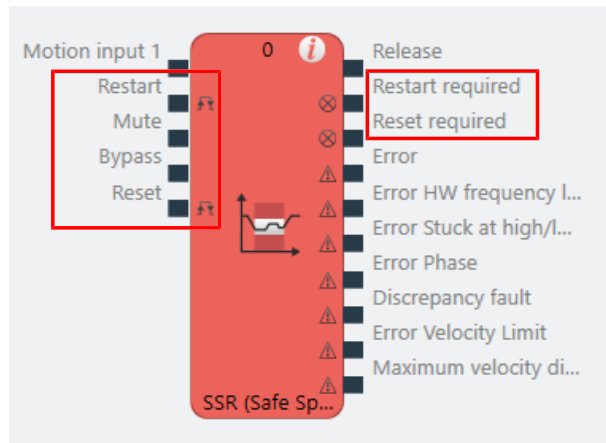 Motion input 1
Restart
Mute
Bypass
Reset
0
i
SSR (Safe Sp...
Release
Restart required
Reset required
Error
Error HW frequency l...
Error Stuck at high/l...
Error Phase
Discrepancy fault
Error Velocity Limit
Maximum velocity di...